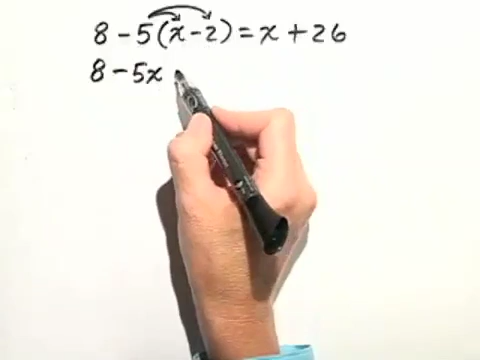 8 - 5(x - 2) = x + 26
8 - 5x